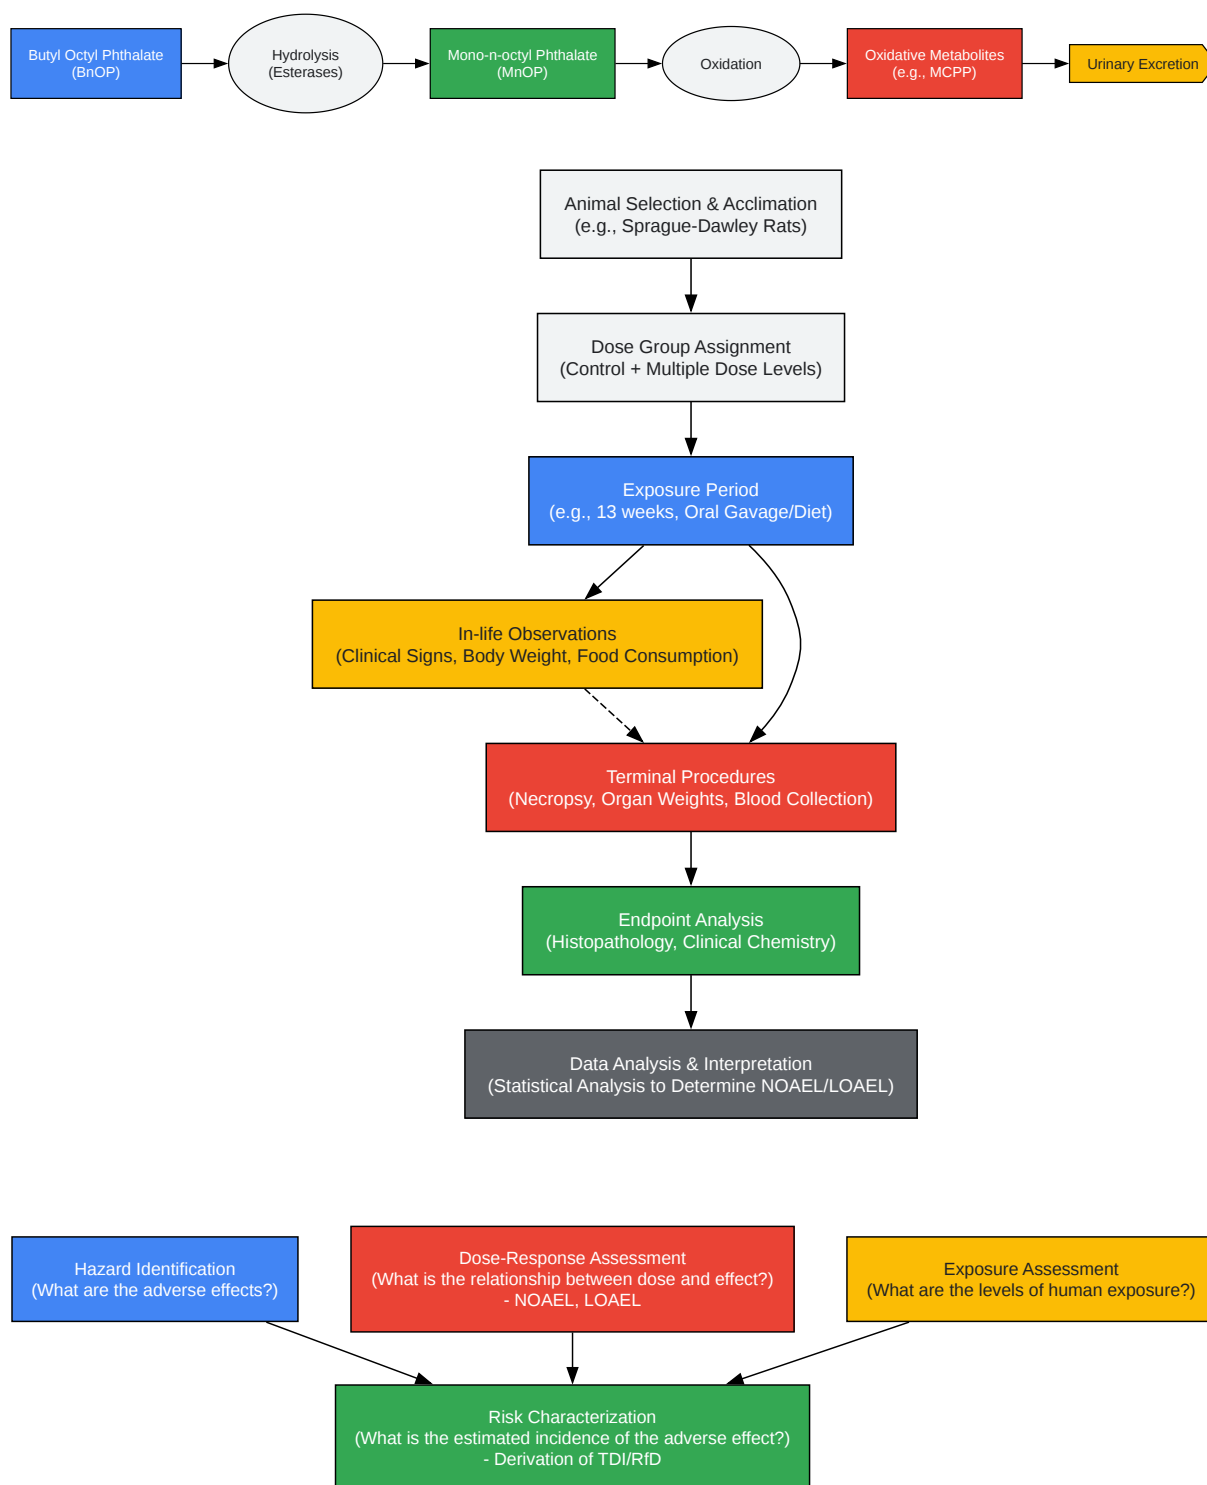 Butyl Octyl Phthalate
(BnOP)
Hydrolysis
(Esterases)
Mono-n-octyl Phthalate
(MnOP)
Oxidation
Oxidative Metabolites
(e.g., MCPP)
Urinary Excretion
Animal Selection & Acclimation
(e.g., Sprague-Dawley Rats)
Dose Group Assignment
(Control + Multiple Dose Levels)
Exposure Period
(e.g., 13 weeks, Oral Gavage/Diet)
In-life Observations
(Clinical Signs, Body Weight, Food Consumption)
Terminal Procedures
(Necropsy, Organ Weights, Blood Collection)
Endpoint Analysis
(Histopathology, Clinical Chemistry)
Data Analysis & Interpretation
(Statistical Analysis to Determine NOAEL/LOAEL)
Hazard Identification
(What are the adverse effects?)
Dose-Response Assessment
(What is the relationship between dose and effect?)
- NOAEL, LOAEL
Exposure Assessment
(What are the levels of human exposure?)
Risk Characterization
(What is the estimated incidence of the adverse effect?)
- Derivation of TDI/RfD